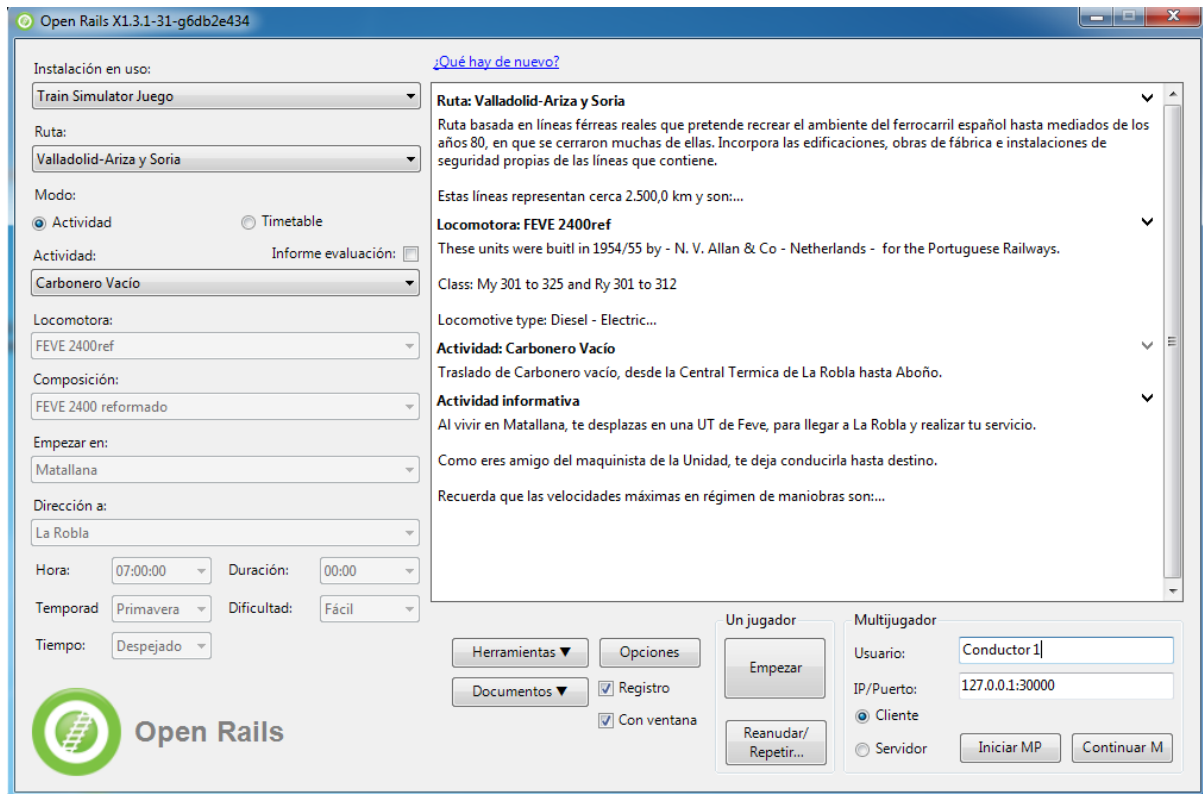 Open Rails X1.3.1-31-g6db2e434
Instalación en uso:
Train Simulator Juego
Ruta:
Valladolid-Ariza y Soria
Modo:
Actividad
Timetable
Actividad:
Informe evaluación:
Carbonero Vacío
Locomotora:
FEVE 2400ref
Composición:
FEVE 2400 reformado
Empezar en:
Matallana
Dirección a:
La Robla
Hora:
07:00:00
Duración:
00:00
Temporad
Primavera
Dificultad:
Fácil
Tiempo:
Despejado
Open Rails
¿Qué hay de nuevo?
Ruta: Valladolid-Ariza y Soria
Ruta basada en líneas férreas reales que pretende recrear el ambiente del ferrocarril español hasta mediados de los
años 80, en que se cerraron muchas de ellas. Incorpora las edificaciones, obras de fábrica e instalaciones de
seguridad propias de las líneas que contiene.
Estas líneas representan cerca 2.500,0 km y son:...
Locomotora: FEVE 2400ref
These units were buitl in 1954/55 by - N. V. Allan & Co - Netherlands -  for the Portuguese Railways.
Class: My 301 to 325 and Ry 301 to 312
Locomotive type: Diesel - Electric...
Actividad: Carbonero Vacío
Traslado de Carbonero vacío, desde la Central Termica de La Robla hasta Aboño.
Actividad informativa
Al vivir en Matallana, te desplazas en una UT de Feve, para llegar a La Robla y realizar tu servicio.
Como eres amigo del maquinista de la Unidad, te deja conducirla hasta destino.
Recuerda que las velocidades máximas en régimen de maniobras son:...
Herramientas ▼
Opciones
Documentos ▼
Registro
Con ventana
Un jugador
Empezar
Reanudar/
Repetir...
Multijugador
Usuario:
Conductor1
IP/Puerto:
127.0.0.1:30000
Cliente
Servidor
Iniciar MP
Continuar M